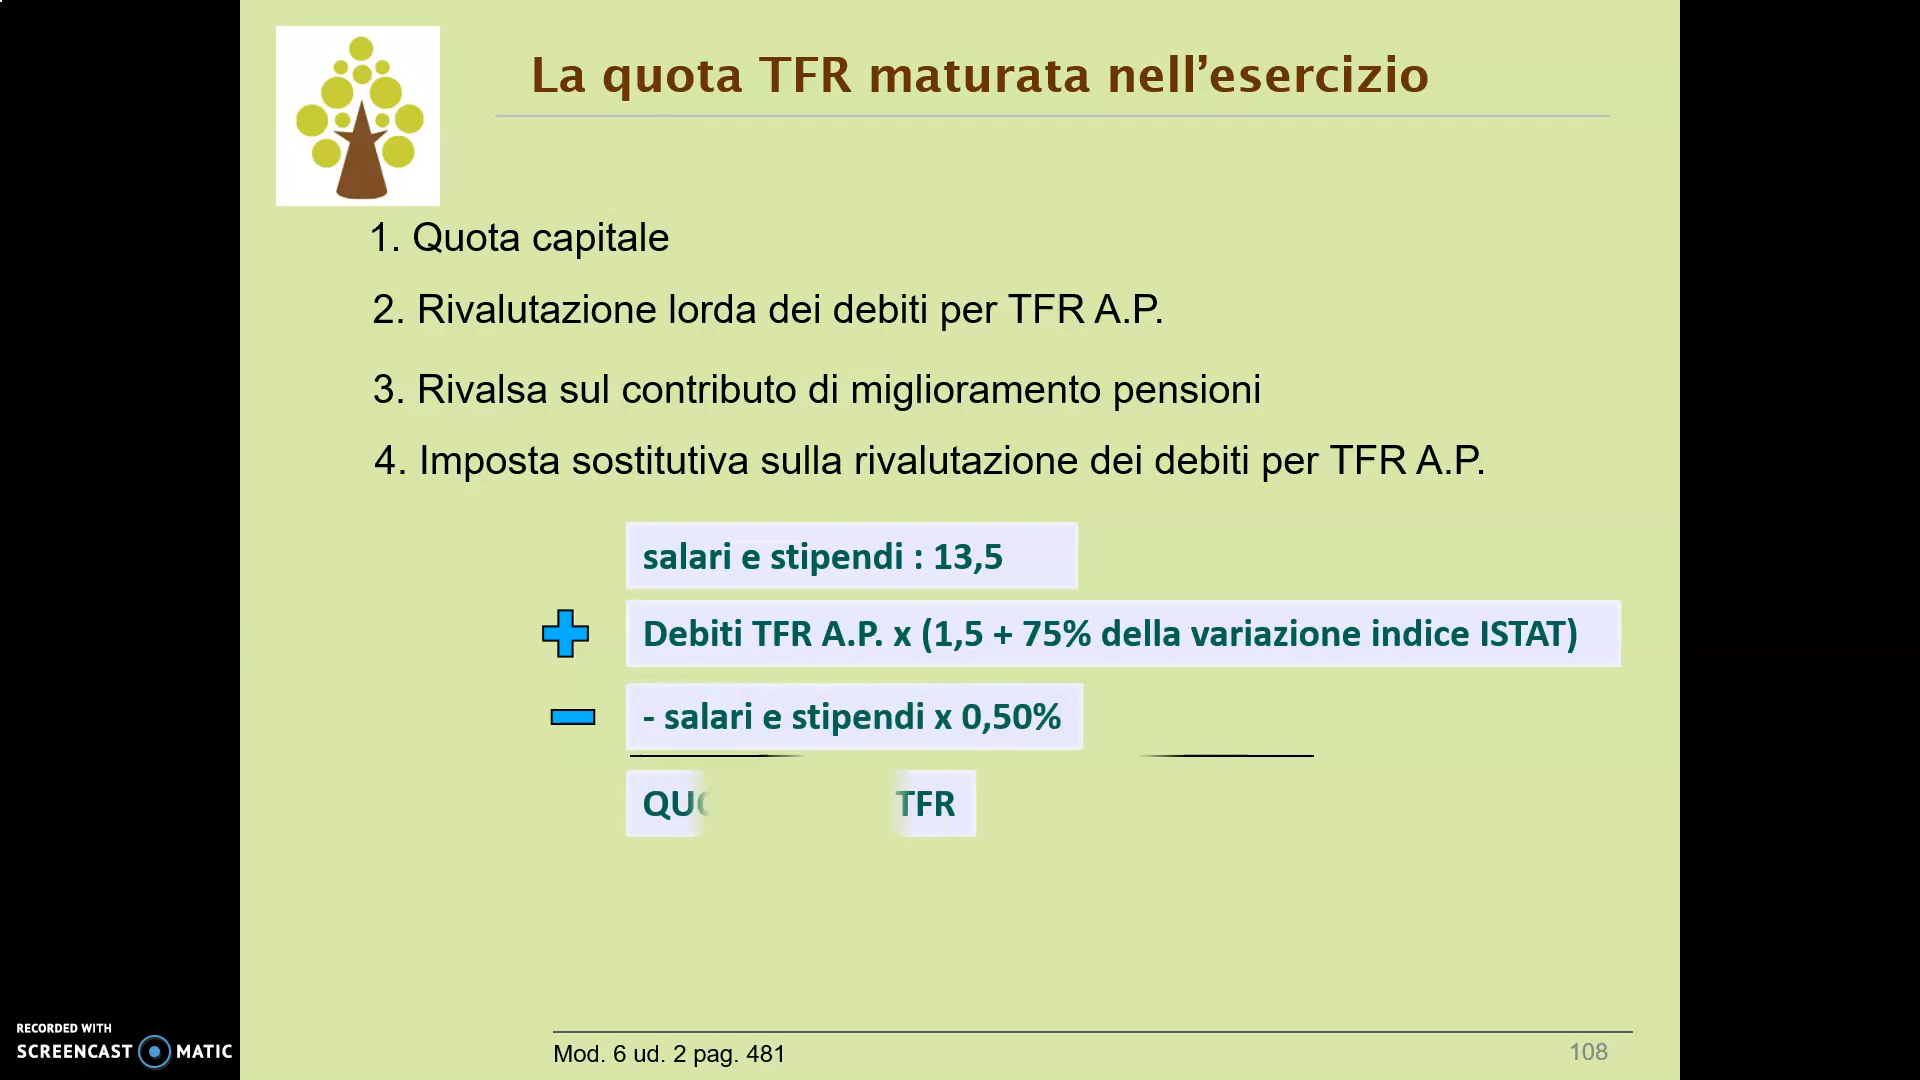 La quota TFR maturata nell’esercizio
1. Quota capitale
2. Rivalutazione lorda dei debiti per TFR A.P.
3. Rivalsa sul contributo di miglioramento pensioni
4. Imposta sostitutiva sulla rivalutazione dei debiti per TFR A.P.
salari e stipendi : 13,5
Debiti TFR A.P. x (1,5 + 75% della variazione indice ISTAT)
- salari e stipendi x 0,50%
TFR
Mod. 6 ud. 2 pag. 481
108
RECORDED WITH
SCREENCAST MATIC